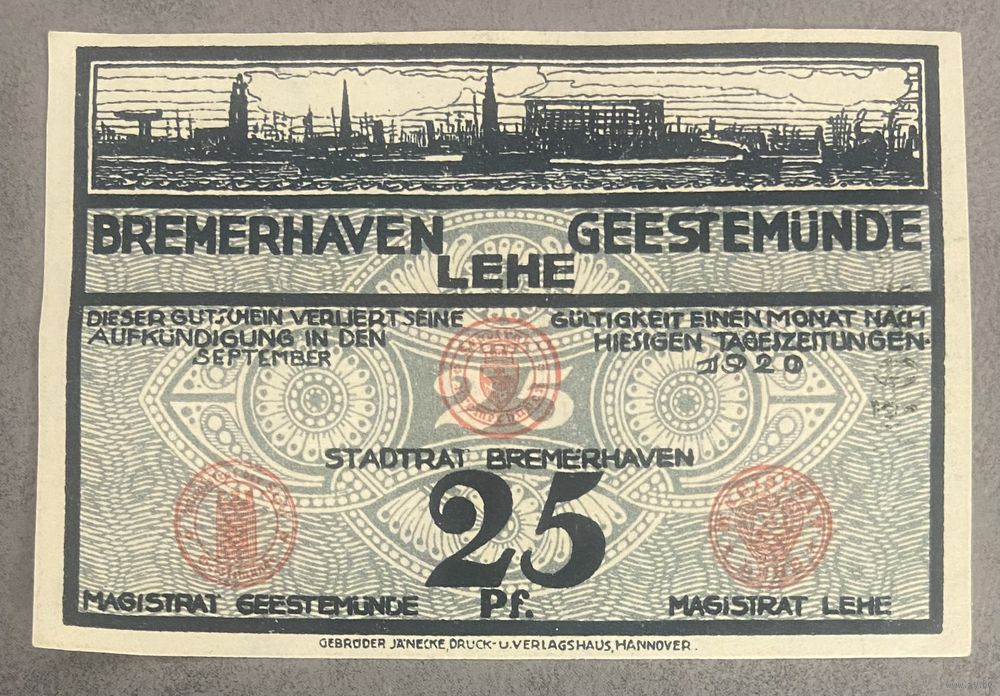 BREMERHAVEN GEESTEMÜNDE
LEHE
DIESER GUTSCHEIN VERLIERT SEINE GÜLTIGKEIT EINEN MONAT NACH
AUFKÜNDIGUNG IN DEN HIESIGEN TAGESZEITUNGEN.
SEPTEMBER 1920
STADTRAT BREMERHAVEN
25
MAGISTRAT GEESTEMÜNDE Pf. MAGISTRAT LEHE
GEBRÜDER JÄNECKE, DRUCK- U. VERLAGSHAUS, HANNOVER.